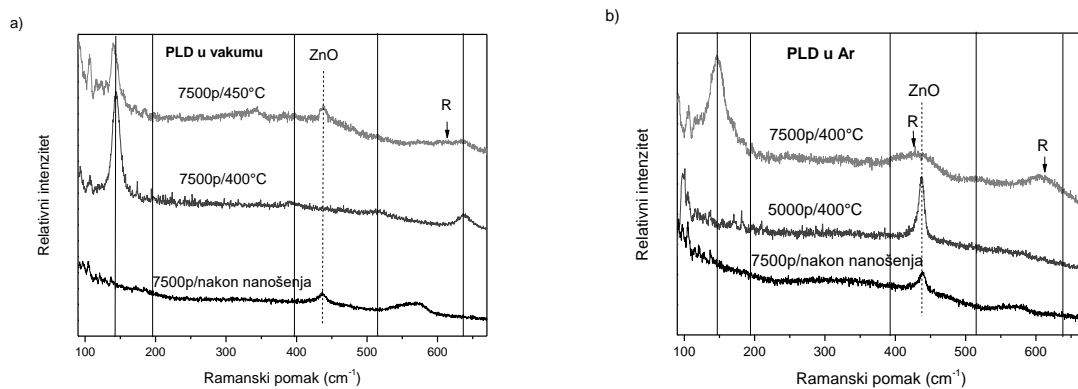 a)
PLD u vakumu
ZnO
7500p/450°C
R
7500p/400°C
7500p/nakon nanošenja
Relativni intenzitet
100 200 300 400 500 600
Ramanski pomak (cm-1)
b)
PLD u Ar
ZnO
R
R
7500p/400°C
5000p/400°C
7500p/nakon nanošenja
Relativni intenzitet
100 200 300 400 500 600
Ramanski pomak (cm-1)